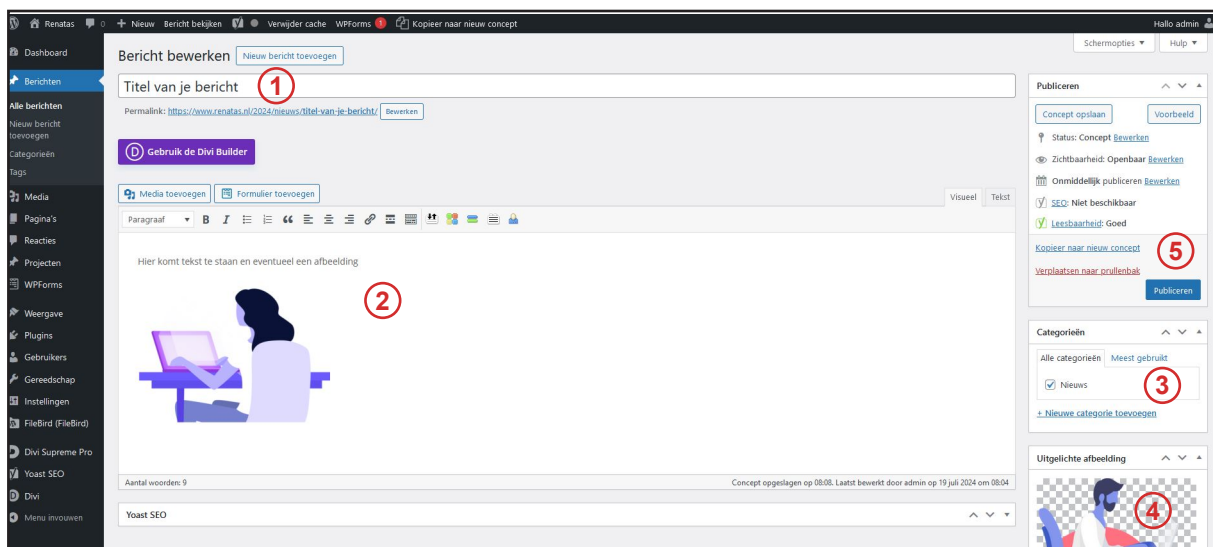 Renatas 0 + Nieuw Bericht bekijken Verwijder cache WPForms 1 Kopieer naar nieuw concept Hallo admin
Schermopties Hulp
Dashboard
Berichten
Alle berichten
Nieuw bericht
toevoegen
Categorieën
Tags
Media
Pagina's
Reacties
Projecten
WPForms
Weergave
Plugins
Gebruikers
Gereedschap
Instellingen
FileBird (FileBird)
Divi Supreme Pro
Yoast SEO
Divi
Menu invouwen
Bericht bewerken Nieuw bericht toevoegen
Titel van je bericht 1
Permalink: https://www.renatas.nl/2024/nieuws/titel-van-je-bericht/ Bewerken
D Gebruik de Divi Builder
Media toevoegen Formulier toevoegen Visueel Tekst
Paragraaf B I
Hier komt tekst te staan en eventueel een afbeelding
2
Aantal woorden: 9 Concept opgeslagen op 08:08. Laatst bewerkt door admin op 19 juli 2024 om 08:04
Yoast SEO
Publiceren
Concept opslaan Voorbeeld
Status: Concept Bewerken
Zichtbaarheid: Openbaar Bewerken
Onmiddellijk publiceren Bewerken
SEO: Niet beschikbaar
Leesbaarheid: Goed
Kopieer naar nieuw concept 5
Verplaatsen naar prullenbak
Publiceren
Categorieën
Alle categorieën Meest gebruikt
Nieuws 3
+ Nieuwe categorie toevoegen
Uitgelichte afbeelding
4